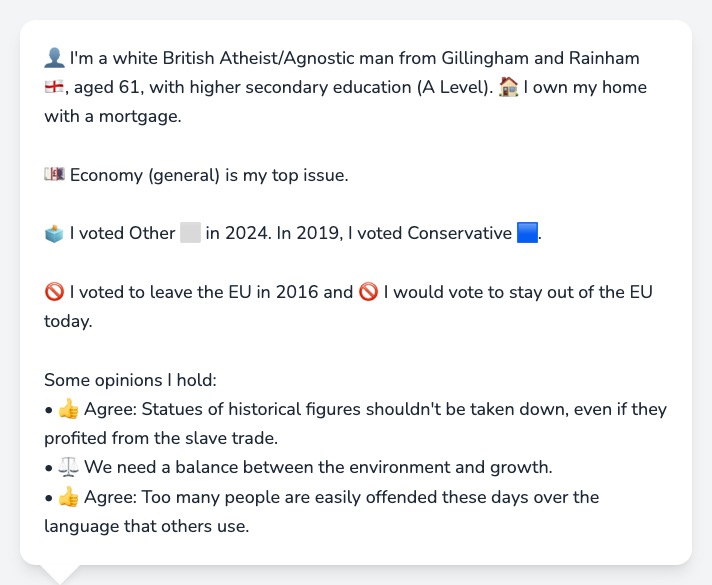 👤 I'm a white British Atheist/Agnostic man from Gillingham and Rainham
🏴󠁧󠁢󠁥󠁮󠁧󠁿, aged 61, with higher secondary education (A Level). 🏠 I own my home
with a mortgage.
💷 Economy (general) is my top issue.
🗳️ I voted Other ⬜ in 2024. In 2019, I voted Conservative 🟦.
🚫 I voted to leave the EU in 2016 and 🚫 I would vote to stay out of the EU
today.
Some opinions I hold:
• 👍 Agree: Statues of historical figures shouldn't be taken down, even if they
profited from the slave trade.
• ⚖️ We need a balance between the environment and growth.
• 👍 Agree: Too many people are easily offended these days over the
language that others use.